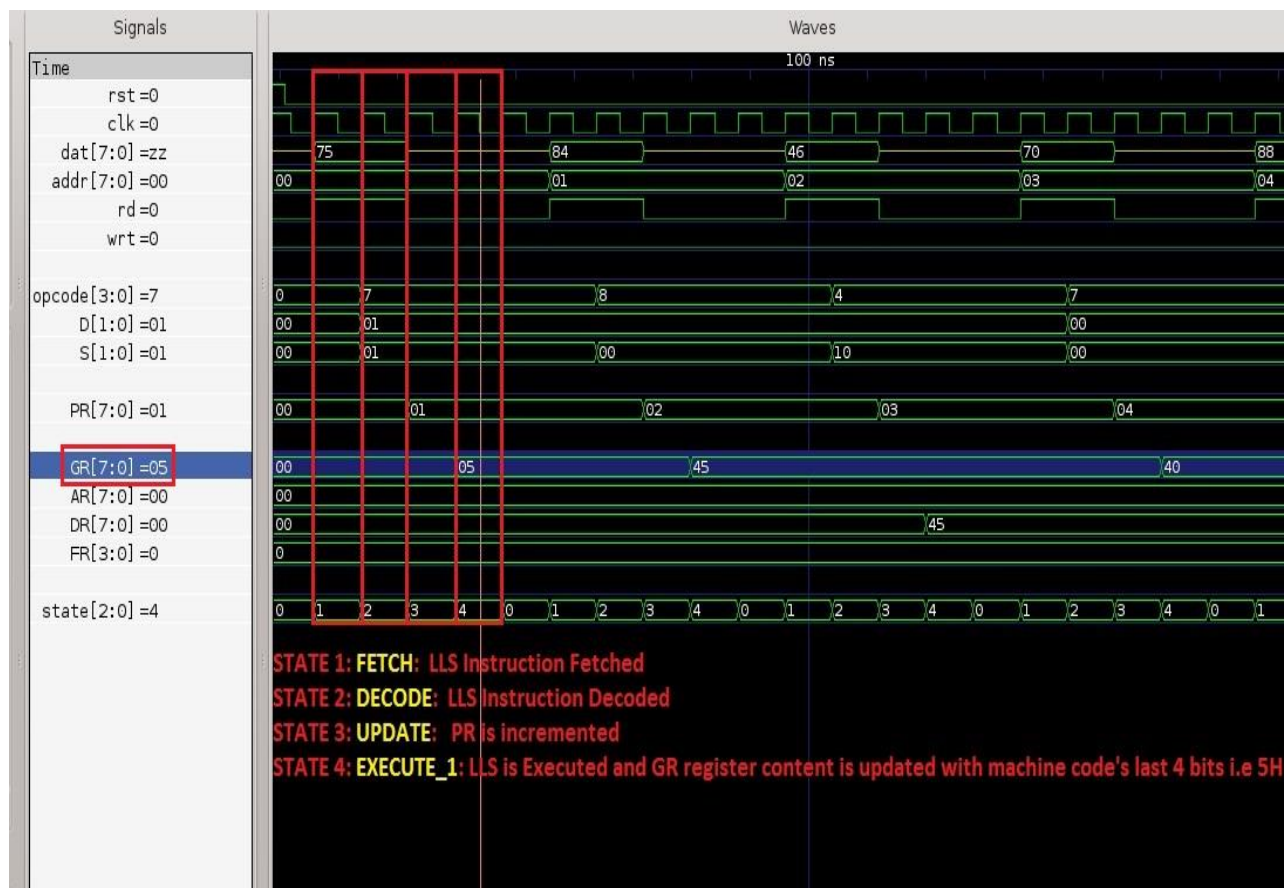 Signals Waves
Time 100 ns
rst=0
clk=0
dat[7:0]=zz 75 84 46 70 88
addr[7:0]=00 00 01 02 03 04
rd=0
wrt=0
opcode[3:0]=7 0 7 8 4 7
D[1:0]=01 00 01 00
S[1:0]=01 00 01 00 10 00
PR[7:0]=01 00 01 02 03 04
GR[7:0]=05 00 05 45 40
AR[7:0]=00 00
DR[7:0]=00 00 45
FR[3:0]=0 0
state[2:0]=4 0 1 2 3 4 0 1 2 3 4 0 1 2 3 4 0 1 2 3 4 0 1
STATE 1: FETCH: LLS Instruction Fetched
STATE 2: DECODE: LLS Instruction Decoded
STATE 3: UPDATE: PR is incremented
STATE 4: EXECUTE_1: LLS is Executed and GR register content is updated with machine code's last 4 bits i.e 5H